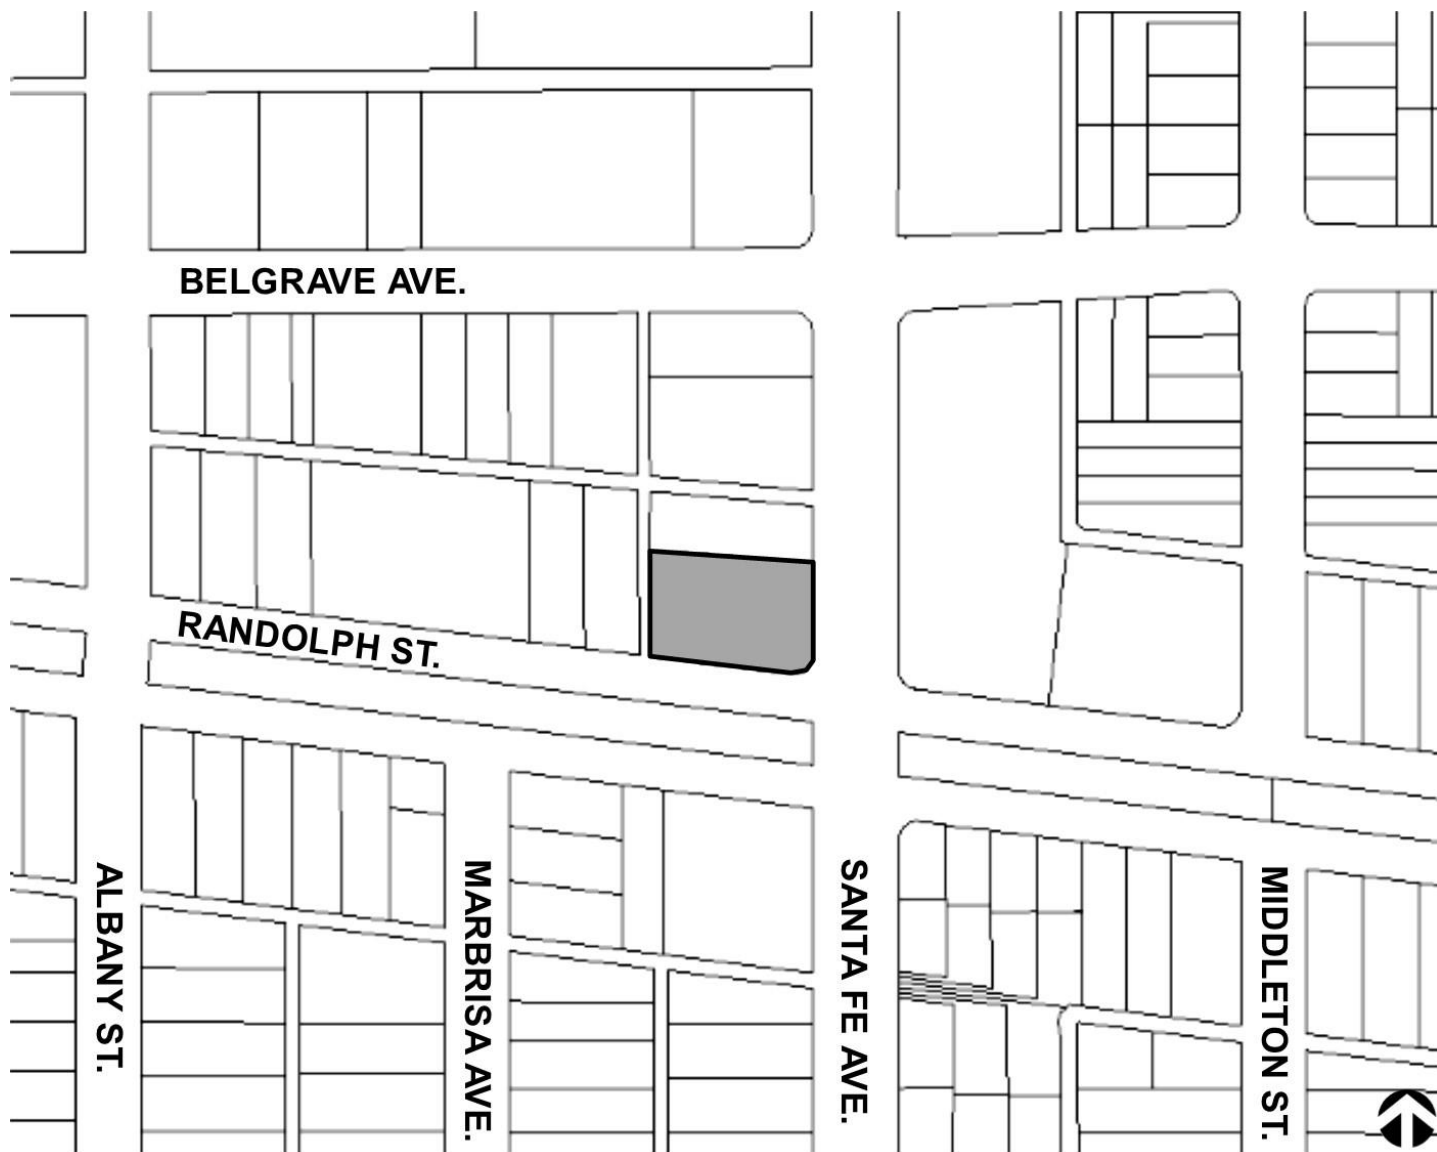 BELGRAVE AVE.
RANDOLPH ST.
ALBANY ST.
MARBRISA AVE.
SANTA FE AVE.
MIDDLETON ST.